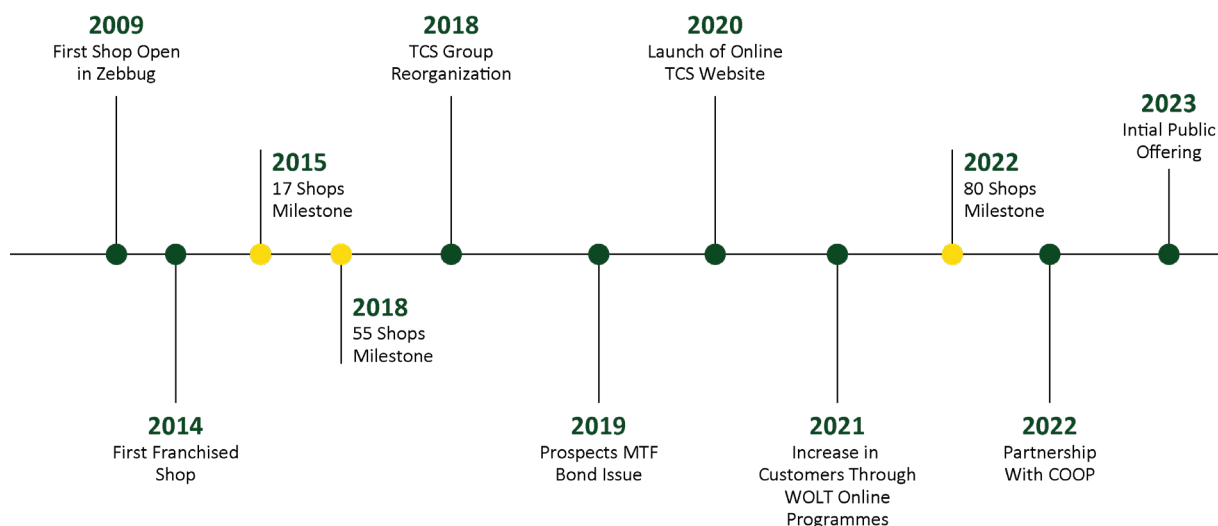 2009
First Shop Open
in Zebbug
2014
First Franchised
Shop
2015
17 Shops
Milestone
2018
55 Shops
Milestone
2018
TCS Group
Reorganization
2019
Prospects MTF
Bond Issue
2020
Launch of Online
TCS Website
2021
Increase in
Customers Through
WOLT Online
Programmes
2022
80 Shops
Milestone
2022
Partnership
With COOP
2023
Intial Public
Offering